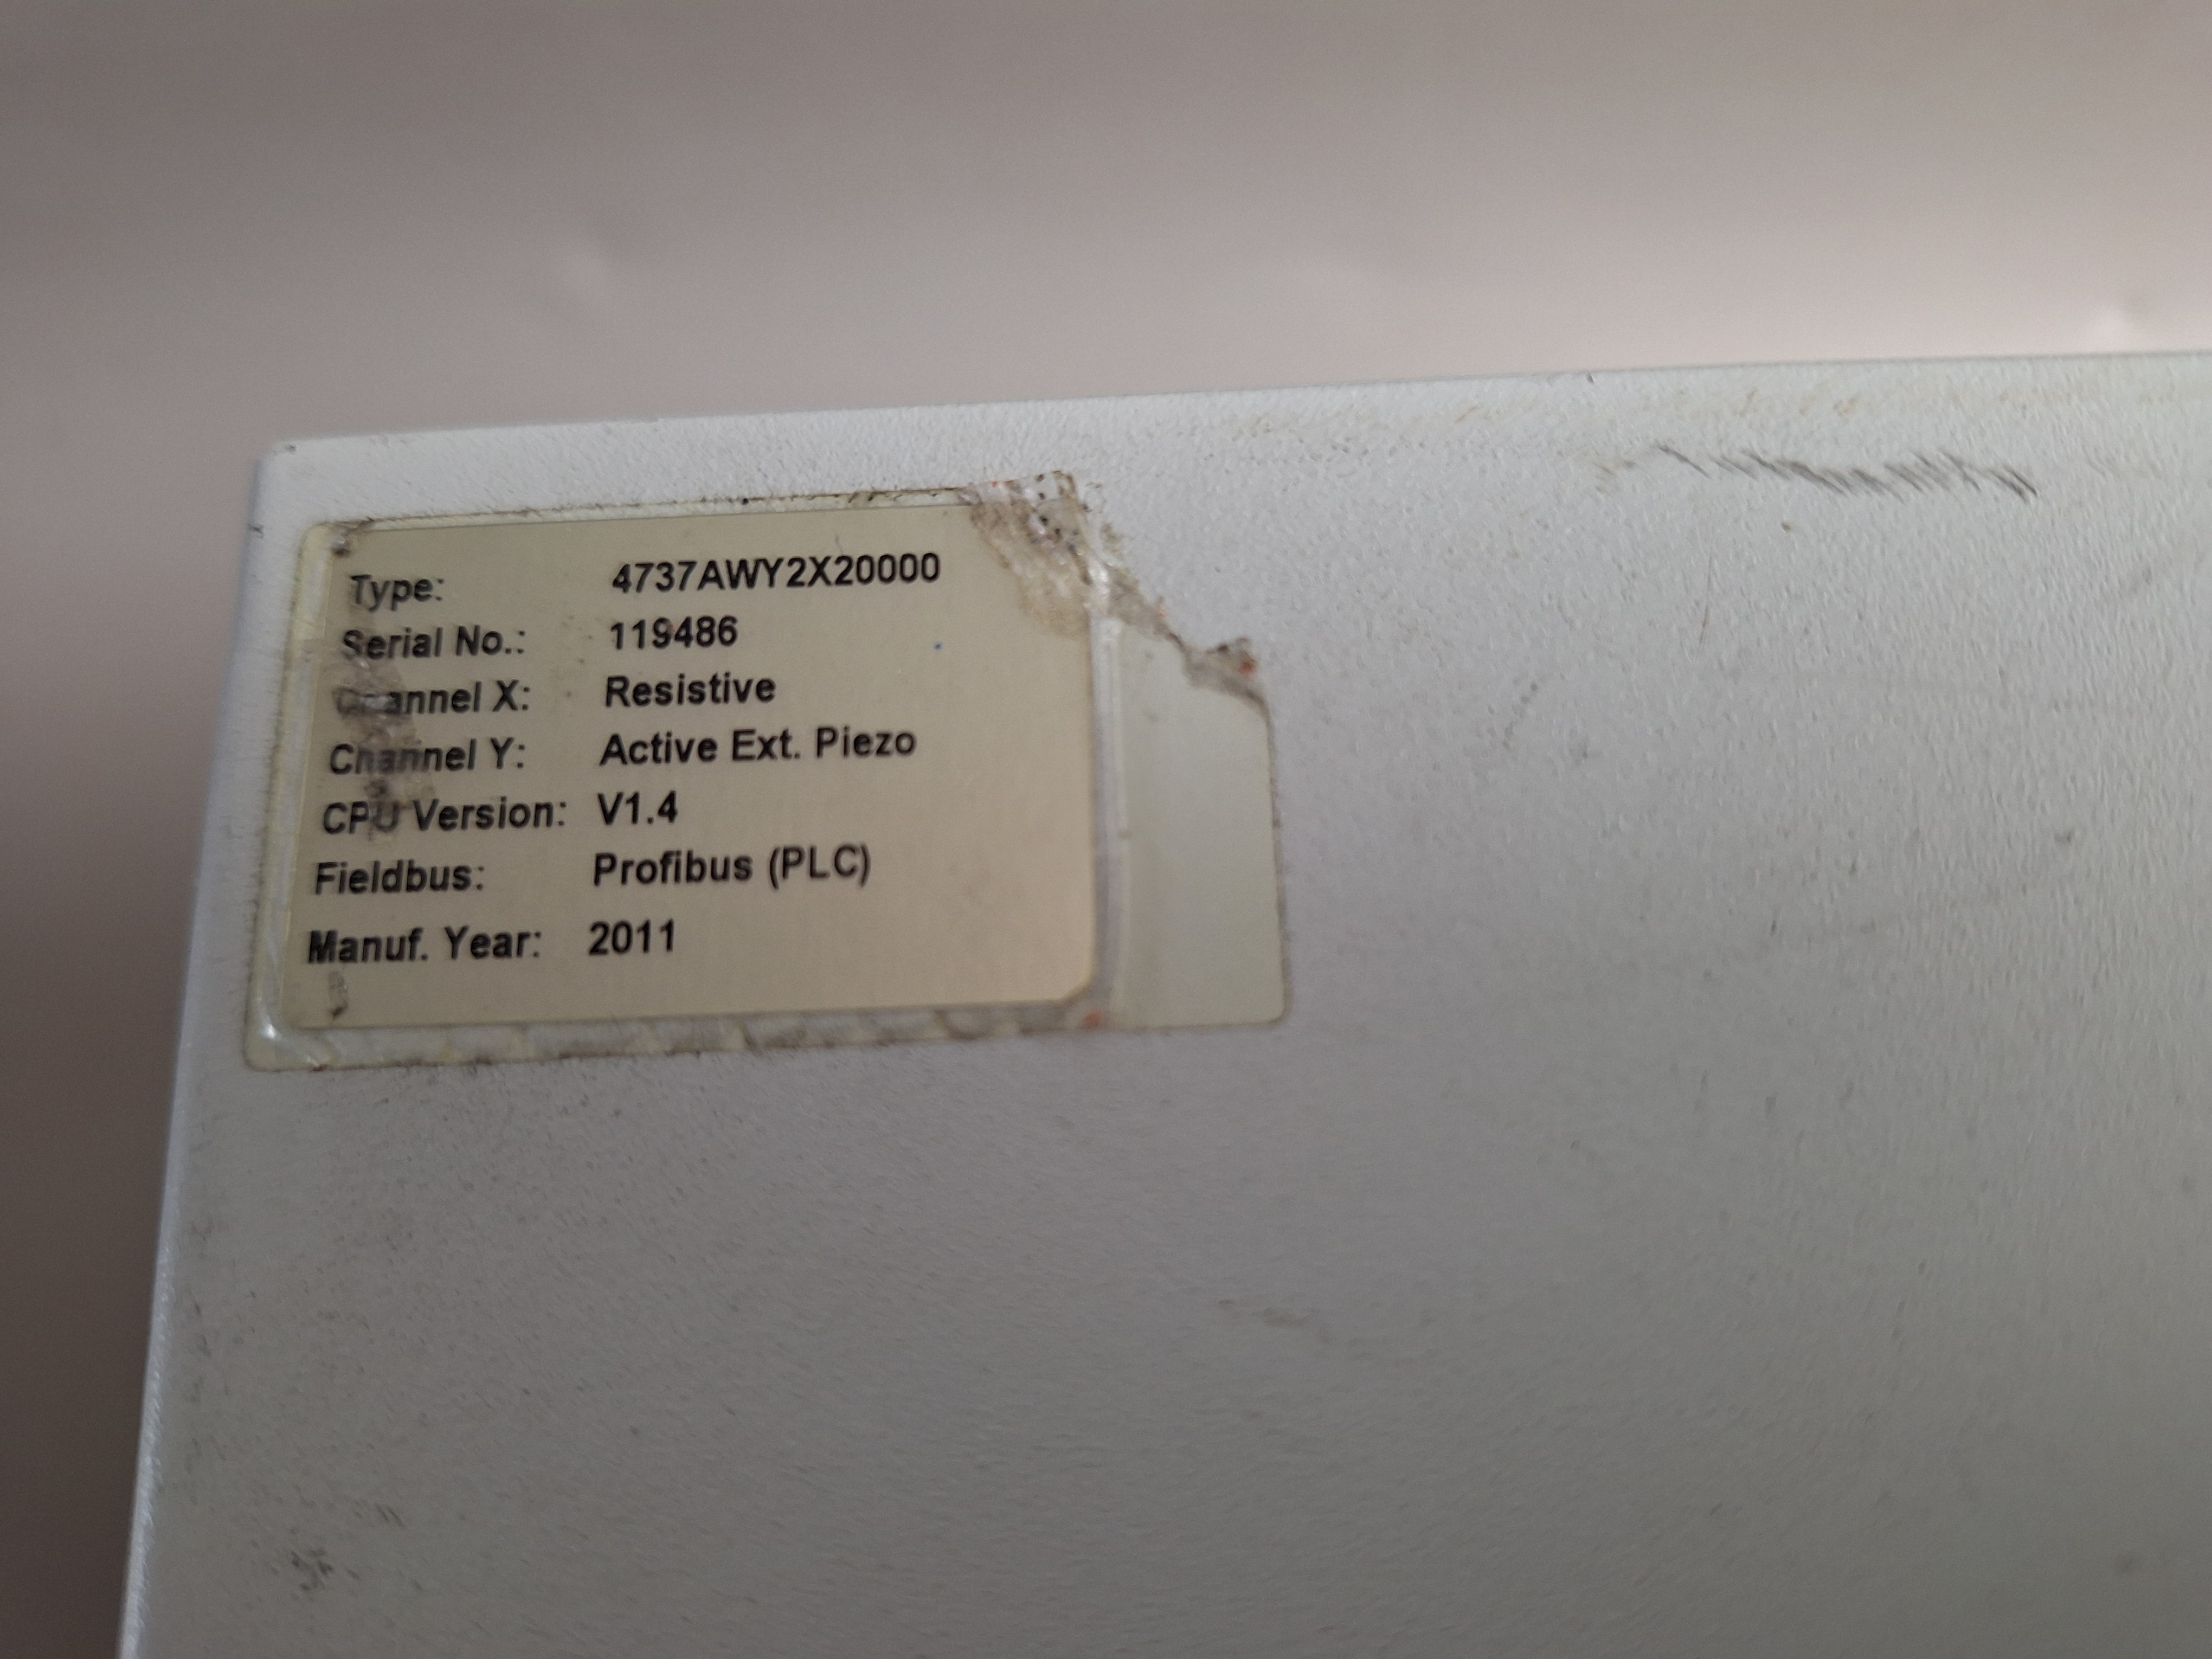 Type: 4737AWY2X20000
Serial No.: 119486
Channel X: Resistive
Channel Y: Active Ext. Piezo
CPU Version: V1.4
Fieldbus: Profibus (PLC)
Manuf. Year: 2011